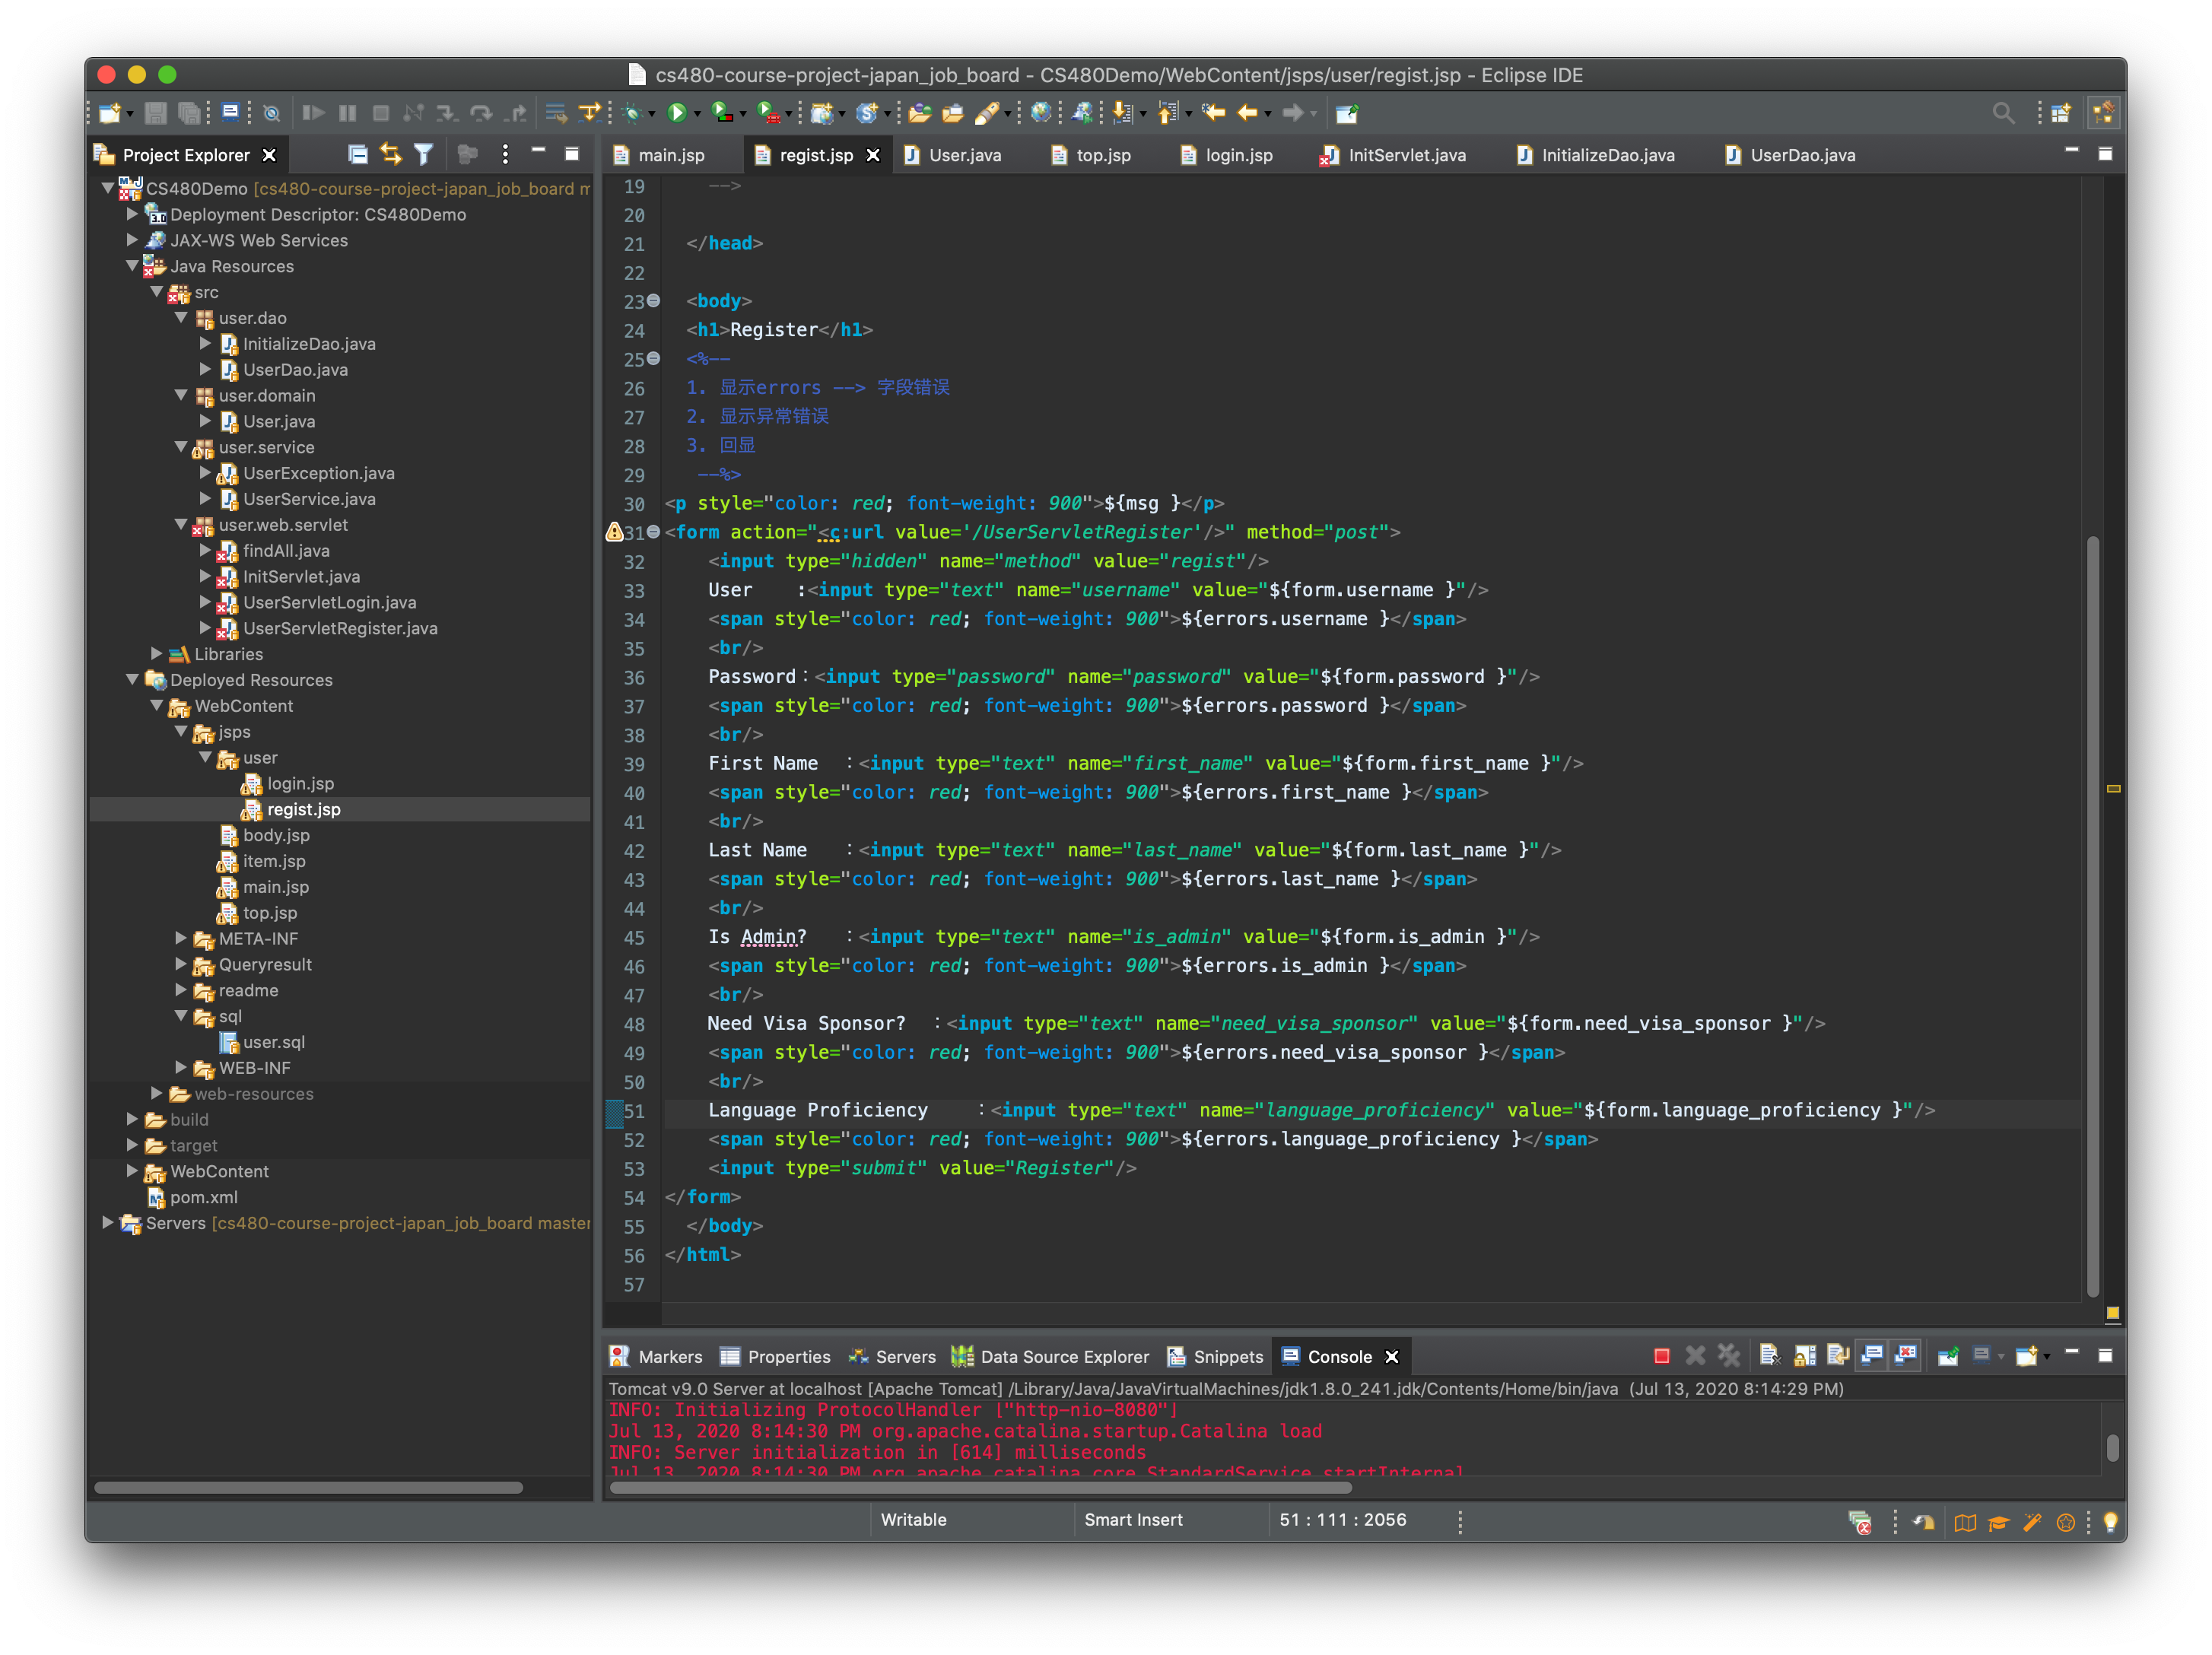 cs480-course-project-japan_job_board - CS480Demo/WebContent/jsps/user/regist.jsp - Eclipse IDE
Project Explorer
CS480Demo [cs480-course-project-japan_job_board m
Deployment Descriptor: CS480Demo
JAX-WS Web Services
Java Resources
src
user.dao
InitializeDao.java
UserDao.java
user.domain
User.java
user.service
UserException.java
UserService.java
user.web.servlet
findAll.java
InitServlet.java
UserServletLogin.java
UserServletRegister.java
Libraries
Deployed Resources
WebContent
jsps
user
login.jsp
regist.jsp
body.jsp
item.jsp
main.jsp
top.jsp
META-INF
Queryresult
readme
sql
user.sql
WEB-INF
web-resources
build
target
WebContent
pom.xml
Servers [cs480-course-project-japan_job_board master
main.jsp regist.jsp User.java top.jsp login.jsp InitServlet.java InitializeDao.java UserDao.java
19 -->
20
21 </head>
22
23 <body>
24 <h1>Register</h1>
25 <%--
26 1. 显示errors --> 字段错误
27 2. 显示异常错误
28 3. 回显
29 --%>
30 <p style="color: red; font-weight: 900">${msg }</p>
31 <form action="<c:url value='/UserServletRegister'/>" method="post">
32 <input type="hidden" name="method" value="regist"/>
33 User    :<input type="text" name="username" value="${form.username }"/>
34 <span style="color: red; font-weight: 900">${errors.username }</span>
35 <br/>
36 Password：<input type="password" name="password" value="${form.password }"/>
37 <span style="color: red; font-weight: 900">${errors.password }</span>
38 <br/>
39 First Name  ：<input type="text" name="first_name" value="${form.first_name }"/>
40 <span style="color: red; font-weight: 900">${errors.first_name }</span>
41 <br/>
42 Last Name   ：<input type="text" name="last_name" value="${form.last_name }"/>
43 <span style="color: red; font-weight: 900">${errors.last_name }</span>
44 <br/>
45 Is Admin?   ：<input type="text" name="is_admin" value="${form.is_admin }"/>
46 <span style="color: red; font-weight: 900">${errors.is_admin }</span>
47 <br/>
48 Need Visa Sponsor?  ：<input type="text" name="need_visa_sponsor" value="${form.need_visa_sponsor }"/>
49 <span style="color: red; font-weight: 900">${errors.need_visa_sponsor }</span>
50 <br/>
51 Language Proficiency    ：<input type="text" name="language_proficiency" value="${form.language_proficiency }"/>
52 <span style="color: red; font-weight: 900">${errors.language_proficiency }</span>
53 <input type="submit" value="Register"/>
54 </form>
55 </body>
56 </html>
57
Markers Properties Servers Data Source Explorer Snippets Console
Tomcat v9.0 Server at localhost [Apache Tomcat] /Library/Java/JavaVirtualMachines/jdk1.8.0_241.jdk/Contents/Home/bin/java (Jul 13, 2020 8:14:29 PM)
INFO: Initializing ProtocolHandler ["http-nio-8080"]
Jul 13, 2020 8:14:30 PM org.apache.catalina.startup.Catalina load
INFO: Server initialization in [614] milliseconds
Jul 13, 2020 8:14:30 PM org.apache.catalina.core.StandardService startInternal
Writable Smart Insert 51 : 111 : 2056